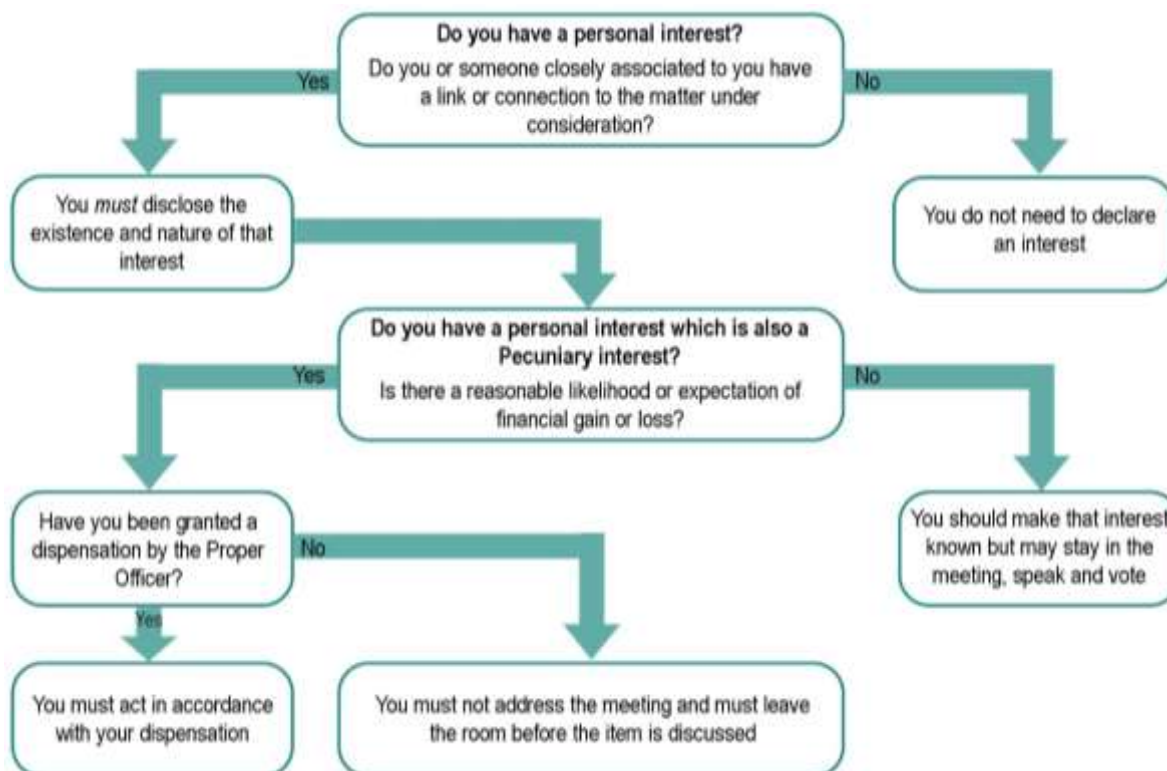 Do you have a personal interest?
Do you or someone closely associated to you have
a link or connection to the matter under
consideration?
Yes
No
You must disclose the
existence and nature of that
interest
You do not need to declare
an interest
Do you have a personal interest which is also a
Pecuniary interest?
Is there a reasonable likelihood or expectation of
financial gain or loss?
Yes
No
Have you been granted a
dispensation by the Proper
Officer?
No
You should make that interest
known but may stay in the
meeting, speak and vote
Yes
You must act in accordance
with your dispensation
You must not address the meeting and must leave
the room before the item is discussed